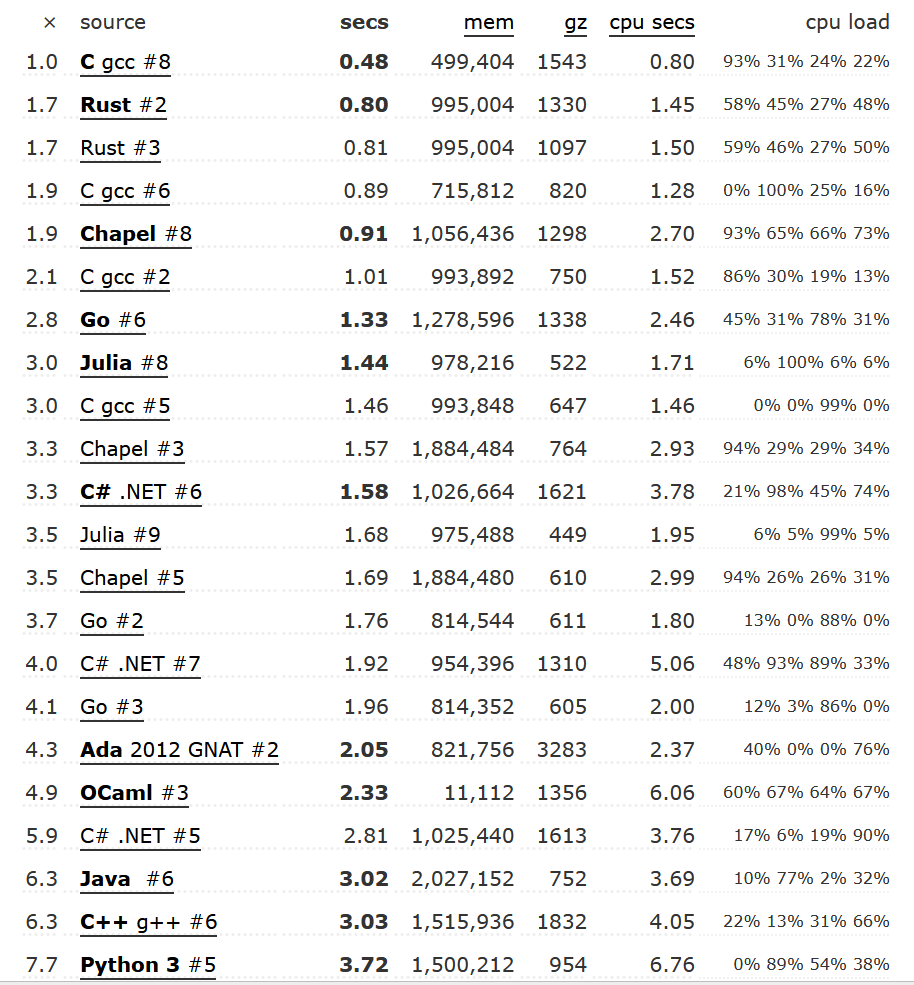 × source secs mem gz cpu secs cpu load
1.0 C gcc #8 0.48 499,404 1543 0.80 93% 31% 24% 22%
1.7 Rust #2 0.80 995,004 1330 1.45 58% 45% 27% 48%
1.7 Rust #3 0.81 995,004 1097 1.50 59% 46% 27% 50%
1.9 C gcc #6 0.89 715,812 820 1.28 0% 100% 25% 16%
1.9 Chapel #8 0.91 1,056,436 1298 2.70 93% 65% 66% 73%
2.1 C gcc #2 1.01 993,892 750 1.52 86% 30% 19% 13%
2.8 Go #6 1.33 1,278,596 1338 2.46 45% 31% 78% 31%
3.0 Julia #8 1.44 978,216 522 1.71 6% 100% 6% 6%
3.0 C gcc #5 1.46 993,848 647 1.46 0% 0% 99% 0%
3.3 Chapel #3 1.57 1,884,484 764 2.93 94% 29% 29% 34%
3.3 C# .NET #6 1.58 1,026,664 1621 3.78 21% 98% 45% 74%
3.5 Julia #9 1.68 975,488 449 1.95 6% 5% 99% 5%
3.5 Chapel #5 1.69 1,884,480 610 2.99 94% 26% 26% 31%
3.7 Go #2 1.76 814,544 611 1.80 13% 0% 88% 0%
4.0 C# .NET #7 1.92 954,396 1310 5.06 48% 93% 89% 33%
4.1 Go #3 1.96 814,352 605 2.00 12% 3% 86% 0%
4.3 Ada 2012 GNAT #2 2.05 821,756 3283 2.37 40% 0% 0% 76%
4.9 OCaml #3 2.33 11,112 1356 6.06 60% 67% 64% 67%
5.9 C# .NET #5 2.81 1,025,440 1613 3.76 17% 6% 19% 90%
6.3 Java #6 3.02 2,027,152 752 3.69 10% 77% 2% 32%
6.3 C++ g++ #6 3.03 1,515,936 1832 4.05 22% 13% 31% 66%
7.7 Python 3 #5 3.72 1,500,212 954 6.76 0% 89% 54% 38%